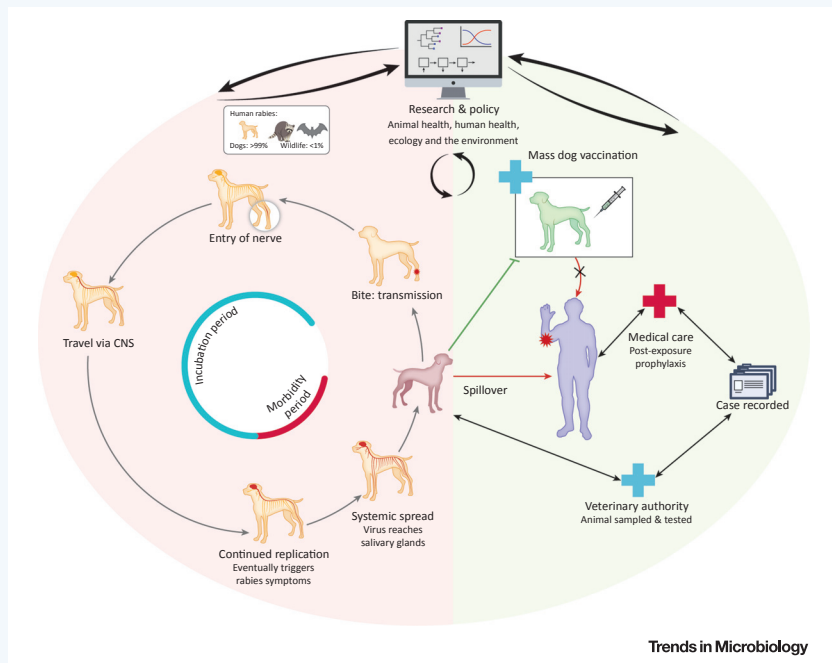 Research & policy
Animal health, human health,
ecology and the environment
Human rabies:
Dogs: >99%
Wildlife: <1%
Mass dog vaccination
Entry of nerve
Bite: transmission
Travel via CNS
Incubation period
Morbidity
period
Spillover
Medical care
Post-exposure
prophylaxis
Case recorded
Systemic spread
Virus reaches
salivary glands
Veterinary authority
Animal sampled & tested
Continued replication
Eventually triggers
rabies symptoms
Trends in Microbiology